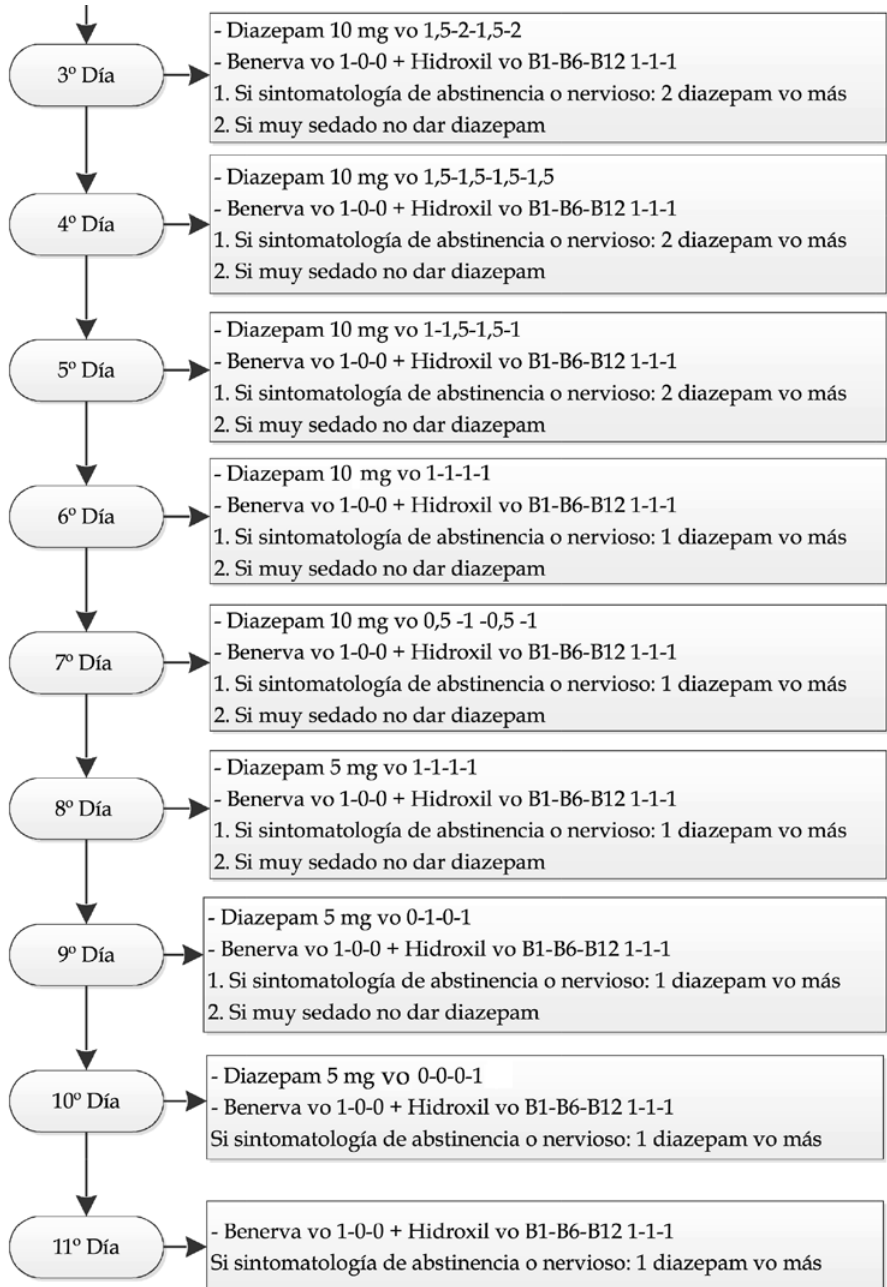 3º Día
- Diazepam 10 mg vo 1,5-2-1,5-2
- Benerva vo 1-0-0 + Hidroxil vo B1-B6-B12 1-1-1
1. Si sintomatología de abstinencia o nervioso: 2 diazepam vo más
2. Si muy sedado no dar diazepam
4º Día
- Diazepam 10 mg vo 1,5-1,5-1,5-1,5
- Benerva vo 1-0-0 + Hidroxil vo B1-B6-B12 1-1-1
1. Si sintomatología de abstinencia o nervioso: 2 diazepam vo más
2. Si muy sedado no dar diazepam
5º Día
- Diazepam 10 mg vo 1-1,5-1,5-1
- Benerva vo 1-0-0 + Hidroxil vo B1-B6-B12 1-1-1
1. Si sintomatología de abstinencia o nervioso: 2 diazepam vo más
2. Si muy sedado no dar diazepam
6º Día
- Diazepam 10 mg vo 1-1-1-1
- Benerva vo 1-0-0 + Hidroxil vo B1-B6-B12 1-1-1
1. Si sintomatología de abstinencia o nervioso: 1 diazepam vo más
2. Si muy sedado no dar diazepam
7º Día
- Diazepam 10 mg vo 0,5 -1 -0,5 -1
- Benerva vo 1-0-0 + Hidroxil vo B1-B6-B12 1-1-1
1. Si sintomatología de abstinencia o nervioso: 1 diazepam vo más
2. Si muy sedado no dar diazepam
8º Día
- Diazepam 5 mg vo 1-1-1-1
- Benerva vo 1-0-0 + Hidroxil vo B1-B6-B12 1-1-1
1. Si sintomatología de abstinencia o nervioso: 1 diazepam vo más
2. Si muy sedado no dar diazepam
9º Día
- Diazepam 5 mg vo 0-1-0-1
- Benerva vo 1-0-0 + Hidroxil vo B1-B6-B12 1-1-1
1. Si sintomatología de abstinencia o nervioso: 1 diazepam vo más
2. Si muy sedado no dar diazepam
10º Día
- Diazepam 5 mg vo 0-0-0-1
- Benerva vo 1-0-0 + Hidroxil vo B1-B6-B12 1-1-1
Si sintomatología de abstinencia o nervioso: 1 diazepam vo más
11º Día
- Benerva vo 1-0-0 + Hidroxil vo B1-B6-B12 1-1-1
Si sintomatología de abstinencia o nervioso: 1 diazepam vo más